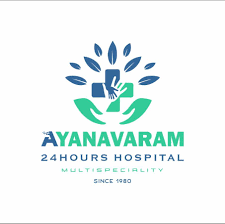 AYANAVARAM
24HOURS HOSPITAL
MULTISPECIALITY
SINCE 1980